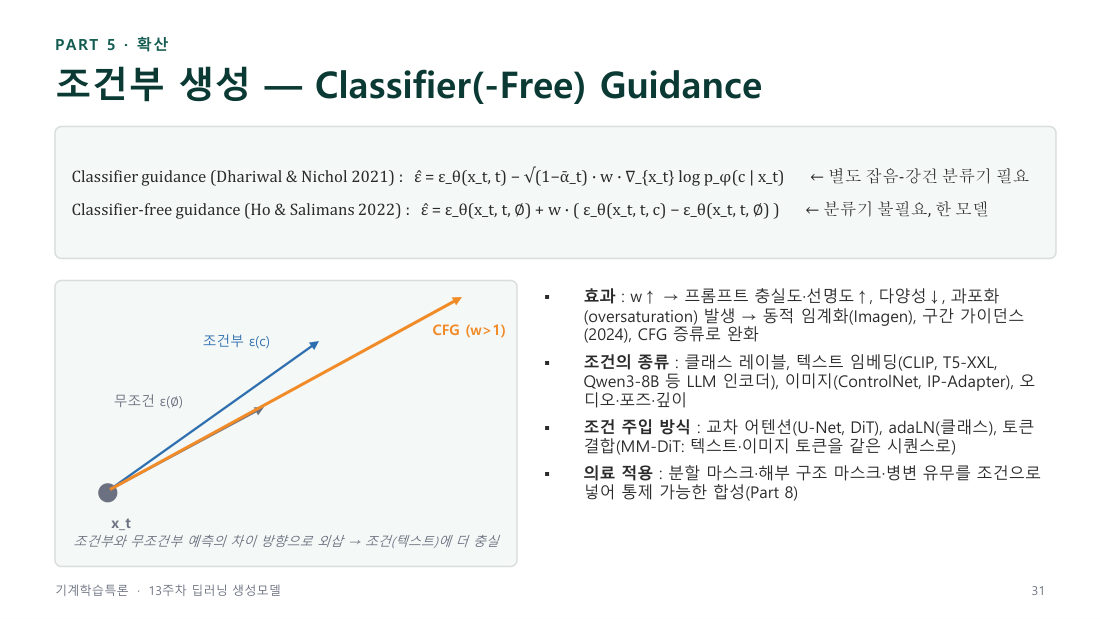 PART 5 · 확산
조건부 생성 — Classifier(-Free) Guidance
Classifier guidance (Dhariwal & Nichol 2021) : ε̂ = ε_θ(x_t, t) − √(1−ᾱ_t) · w · ∇_{x_t} log p_φ(c | x_t) ← 별도 잡음-강건 분류기 필요
Classifier-free guidance (Ho & Salimans 2022) : ε̂ = ε_θ(x_t, t, ∅) + w · ( ε_θ(x_t, t, c) − ε_θ(x_t, t, ∅) ) ← 분류기 불필요, 한 모델
CFG (w>1)
조건부 ε(c)
무조건 ε(∅)
x_t
조건부와 무조건부 예측의 차이 방향으로 외삽 → 조건(텍스트)에 더 충실
▪ 효과 : w↑ → 프롬프트 충실도·선명도↑, 다양성↓, 과포화
(oversaturation) 발생 → 동적 임계화(Imagen), 구간 가이던스
(2024), CFG 증류로 완화
▪ 조건의 종류 : 클래스 레이블, 텍스트 임베딩(CLIP, T5-XXL,
Qwen3-8B 등 LLM 인코더), 이미지(ControlNet, IP-Adapter), 오
디오·포즈·깊이
▪ 조건 주입 방식 : 교차 어텐션(U-Net, DiT), adaLN(클래스), 토큰
결합(MM-DiT: 텍스트·이미지 토큰을 같은 시퀀스로)
▪ 의료 적용 : 분할 마스크·해부 구조 마스크·병변 유무를 조건으로
넣어 통제 가능한 합성(Part 8)
기계학습특론 · 13주차 딥러닝 생성모델
31